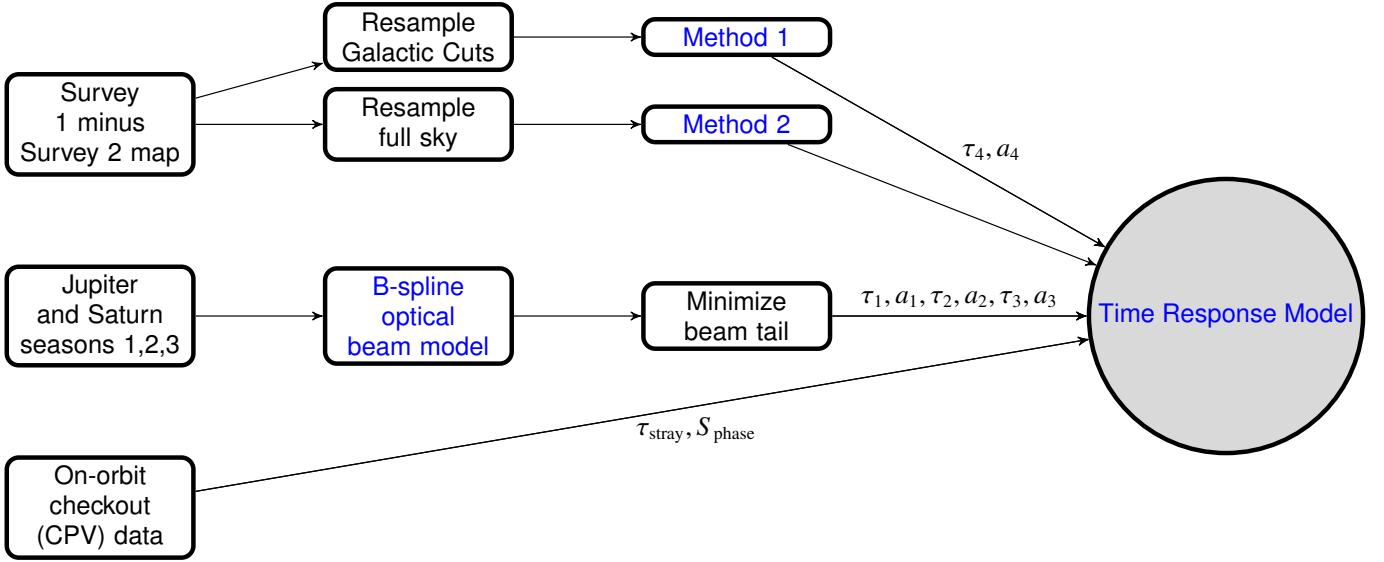 Survey
1 minus
Survey 2 map
Resample
Galactic Cuts
Method 1
Resample
full sky
Method 2
τ₄, a₄
Jupiter
and Saturn
seasons 1,2,3
B-spline
optical
beam model
Minimize
beam tail
τ₁, a₁, τ₂, a₂, τ₃, a₃
Time Response Model
On-orbit
checkout
(CPV) data
τ_stray, S_phase